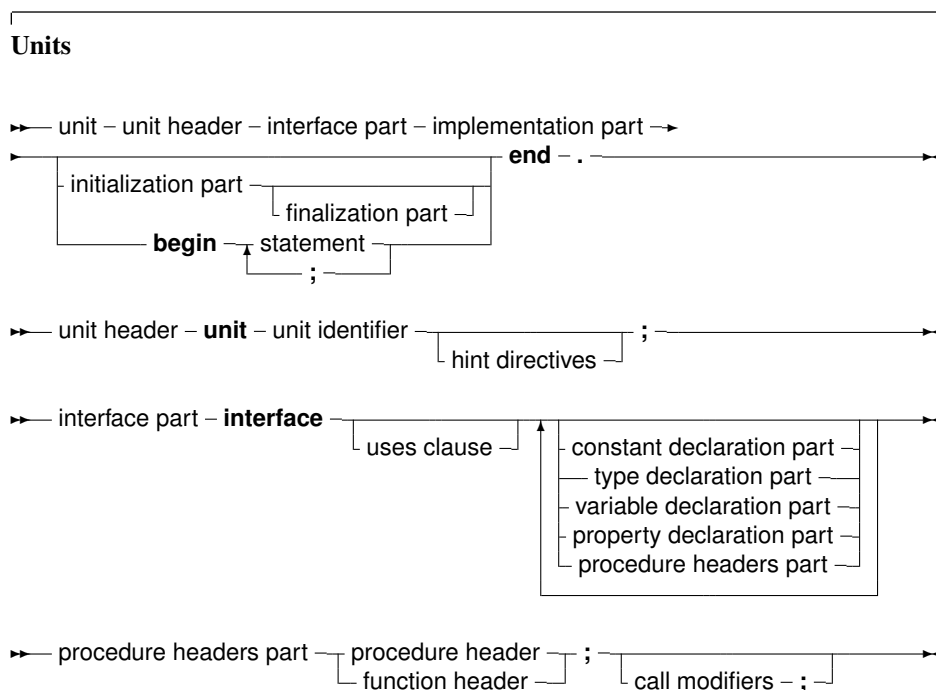 Units
unit unit header interface part implementation part
end .
initialization part
finalization part
begin statement
;
unit header unit unit identifier ;
hint directives
interface part interface
uses clause constant declaration part
type declaration part
variable declaration part
property declaration part
procedure headers part
procedure headers part procedure header ;
function header call modifiers ;